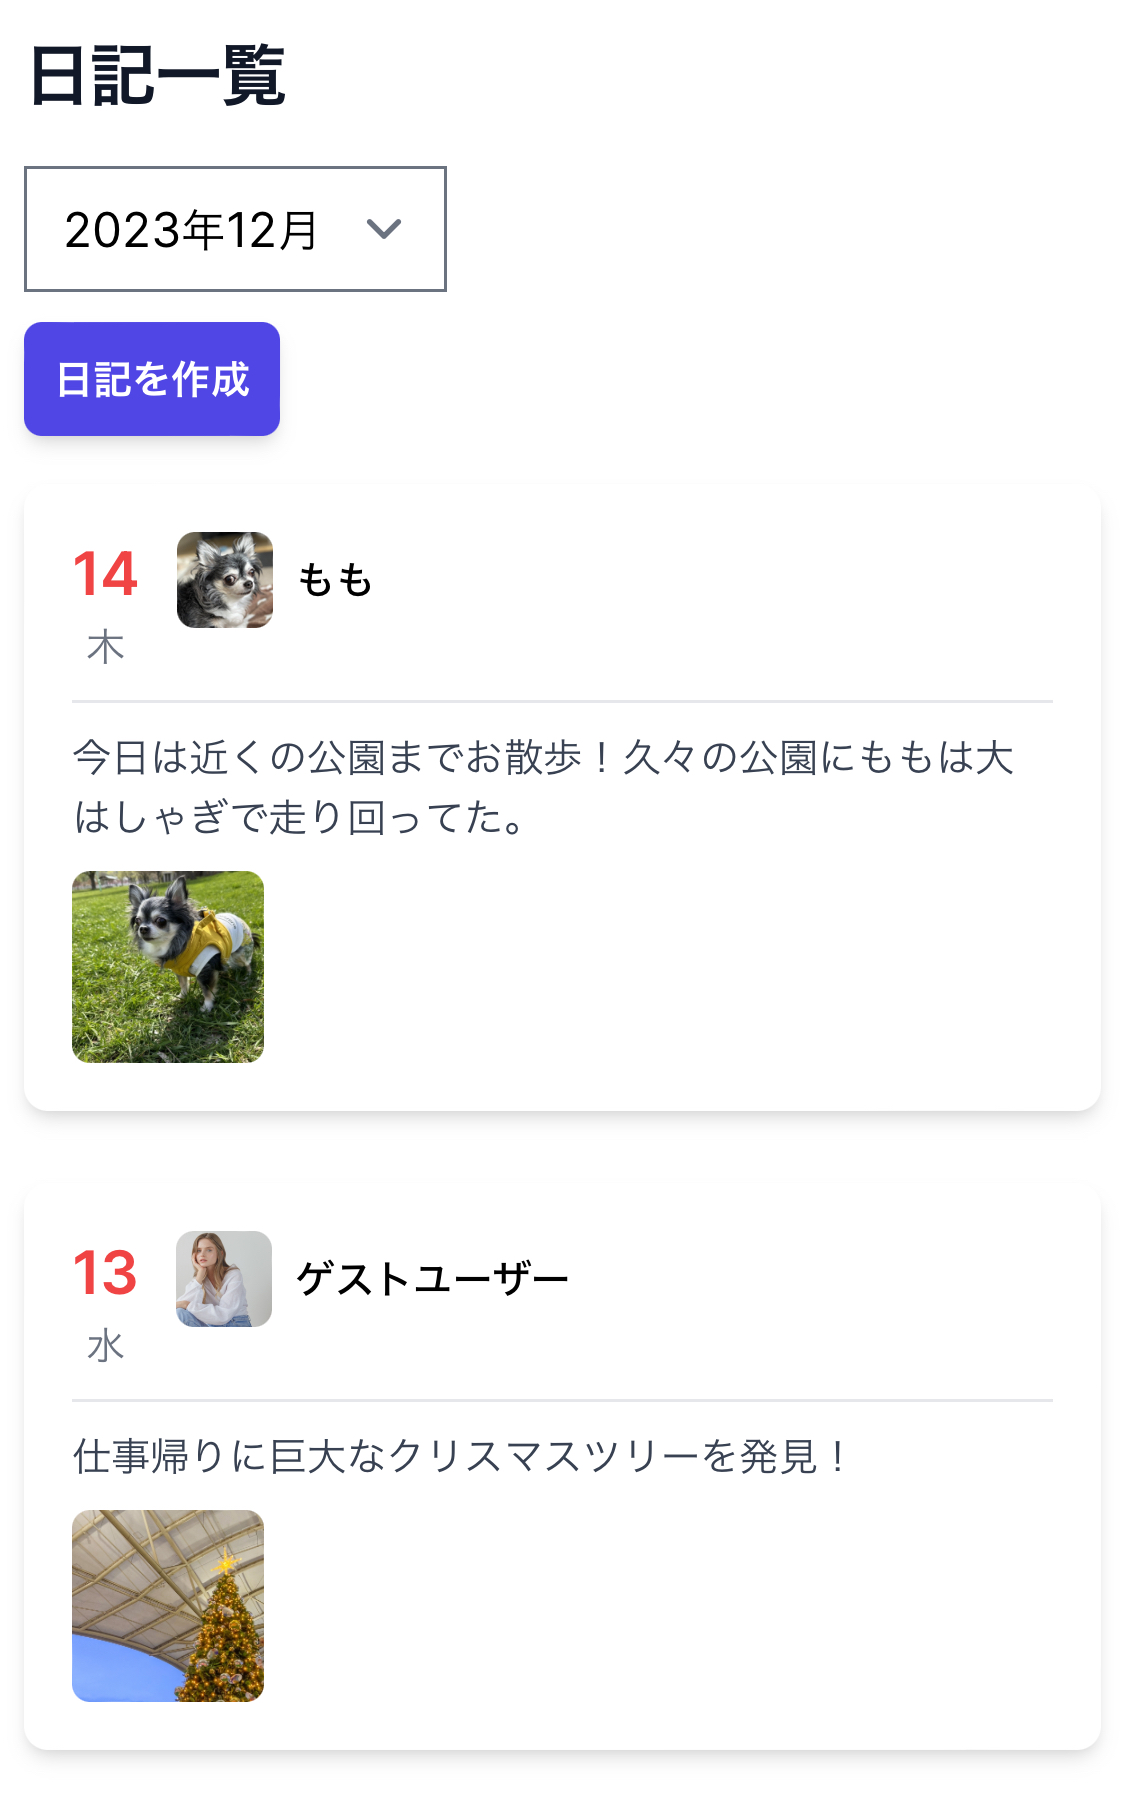 日記一覧
2023年12月
日記を作成
14
もも
木
今日は近くの公園までお散歩！久々の公園にももは大
はしゃぎで走り回ってた。
13
ゲストユーザー
水
仕事帰りに巨大なクリスマスツリーを発見！